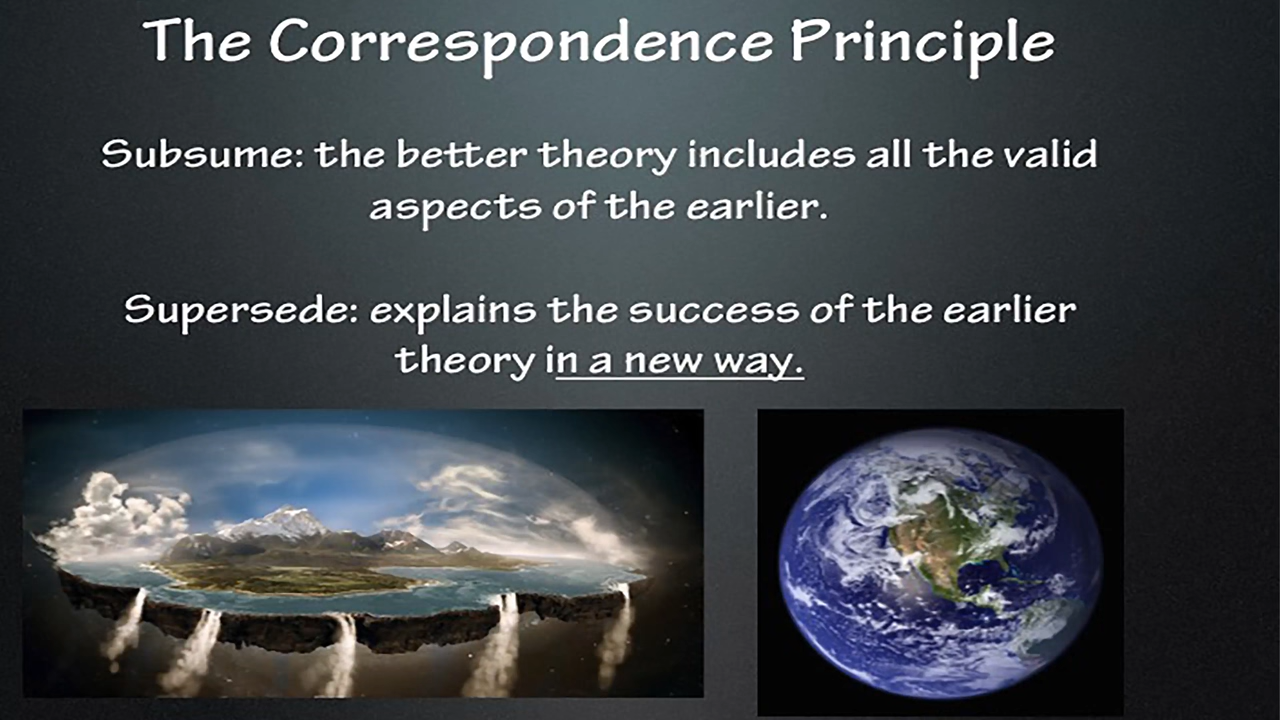 The Correspondence Principle
Subsume: the better theory includes all the valid
aspects of the earlier.
Supersede: explains the success of the earlier
theory in a new way.